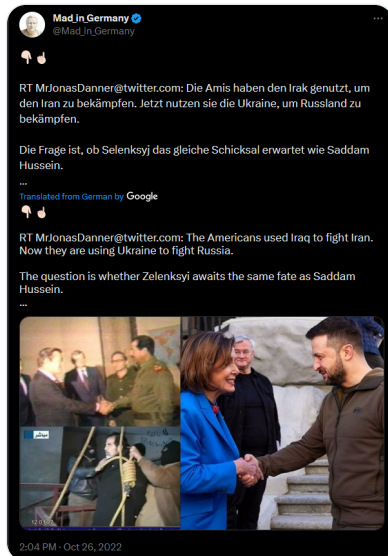 Mad_in_Germany
@Mad_in_Germany
RT MrJonasDanner@twitter.com: Die Amis haben den Irak genutzt, um
den Iran zu bekämpfen. Jetzt nutzen sie die Ukraine, um Russland zu
bekämpfen.
Die Frage ist, ob Selenksyj das gleiche Schicksal erwartet wie Saddam
Hussein.
...
Translated from German by Google
RT MrJonasDanner@twitter.com: The Americans used Iraq to fight Iran.
Now they are using Ukraine to fight Russia.
The question is whether Zelenksyi awaits the same fate as Saddam
Hussein.
...
مباشر
2:04 PM · Oct 26, 2022